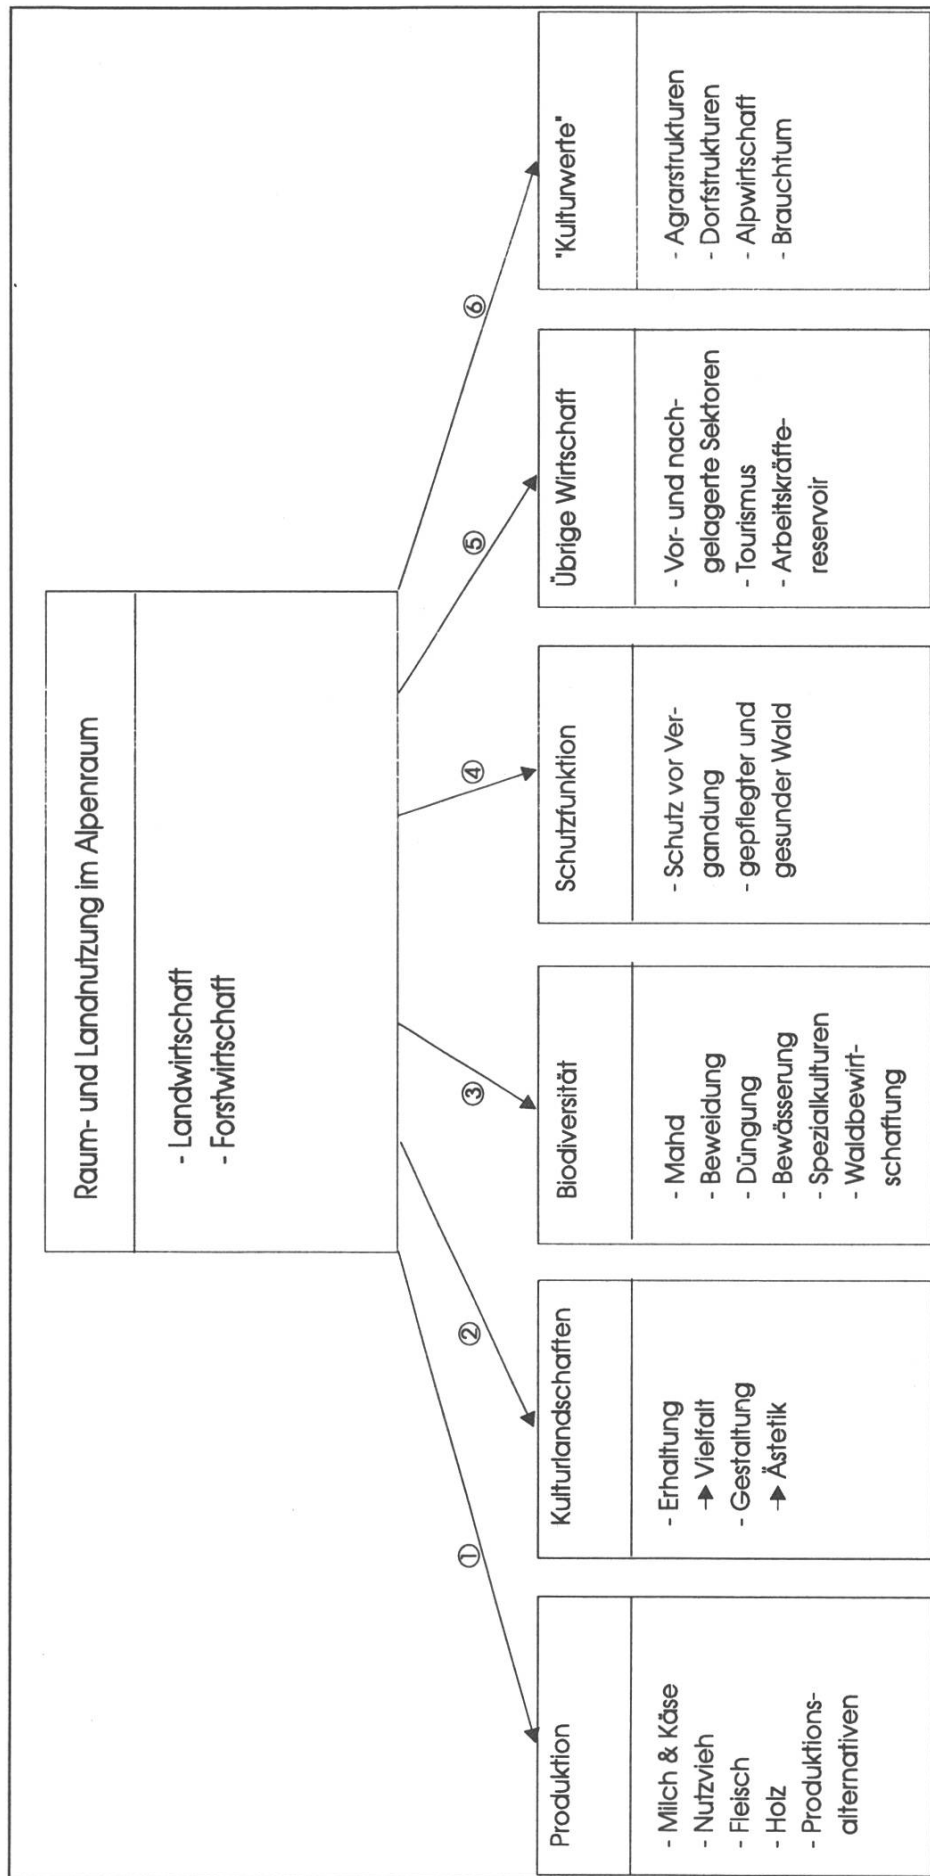 Raum- und Landnutzung im Alpenraum
- Landwirtschaft
- Forstwirtschaft
①
②
③
④
⑤
⑥
Produktion
- Milch & Käse
- Nutzvieh
- Fleisch
- Holz
- Produktions-
alternativen
Kulturlandschaften
- Erhaltung
→ Vielfalt
- Gestaltung
→ Ästetik
Biodiversität
- Mahd
- Beweidung
- Düngung
- Bewässerung
- Spezialkulturen
- Waldbewirt-
schaftung
Schutzfunktion
- Schutz vor Ver-
gandung
- gepflegter und
gesunder Wald
Übrige Wirtschaft
- Vor- und nach-
gelagerte Sektoren
- Tourismus
- Arbeitskräfte-
reservoir
"Kulturwerte"
- Agrarstrukturen
- Dorfstrukturen
- Alpwirtschaft
- Brauchtum